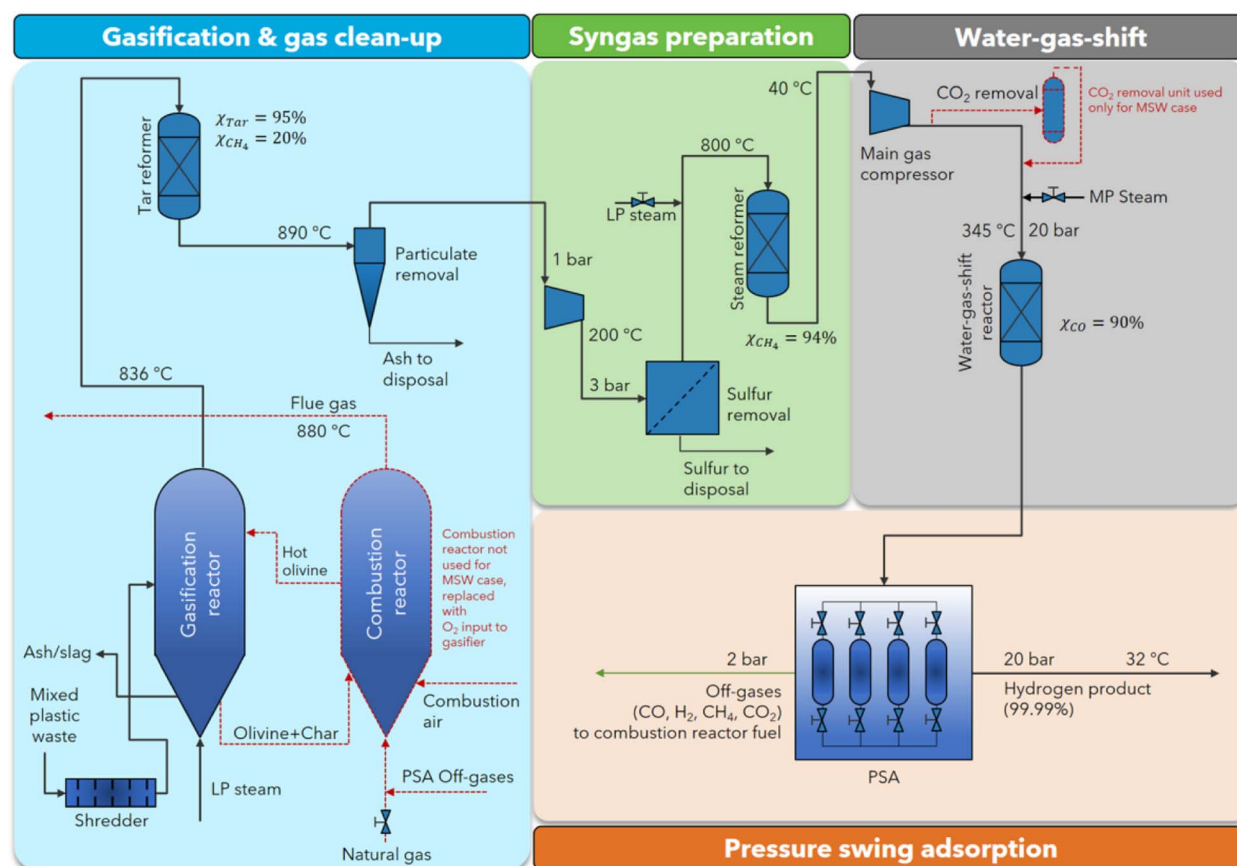 Gasification & gas clean-up
Syngas preparation
Water-gas-shift
Tar reformer
χTar = 95%
χCH₄ = 20%
890 °C
Particulate
removal
Ash to
disposal
836 °C
Flue gas
880 °C
Gasification
reactor
Hot
olivine
Combustion
reactor
Combustion
reactor not
used for
MSW case,
replaced
with
O₂ input to
gasifier
Ash/slag
Mixed
plastic
waste
Shredder
Olivine+Char
LP steam
Combustion
air
PSA Off-gases
Natural gas
1 bar
200 °C
3 bar
Sulfur
removal
Sulfur to
disposal
LP steam
800 °C
Steam reformer
χCH₄ = 94%
40 °C
Main gas
compressor
CO₂ removal
CO₂ removal unit used
only for MSW case
MP Steam
345 °C
20 bar
Water-gas-shift
reactor
χCO = 90%
2 bar
Off-gases
(CO, H₂, CH₄, CO₂)
to combustion reactor fuel
PSA
20 bar
32 °C
Hydrogen product
(99.99%)
Pressure swing adsorption